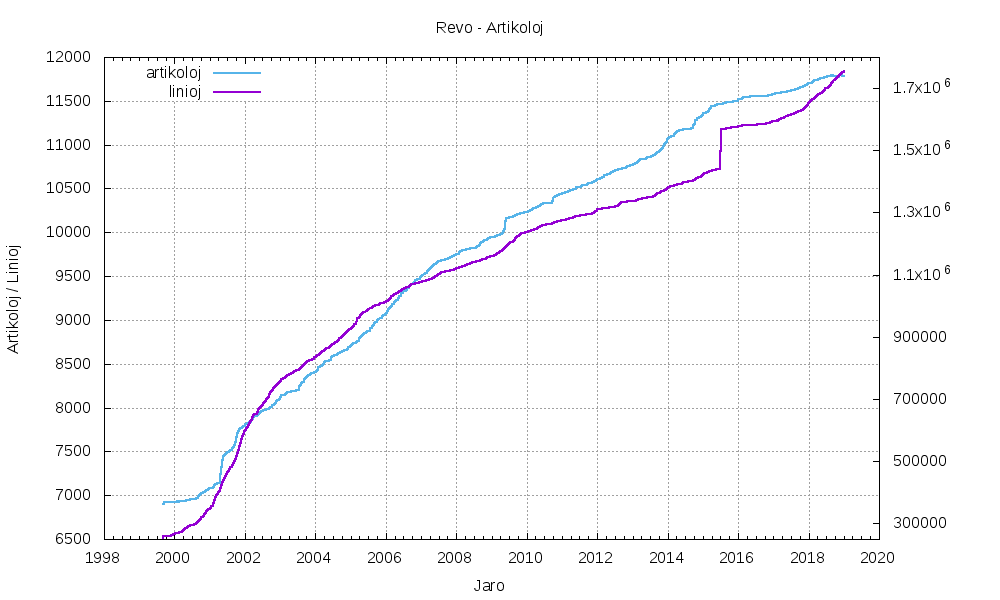 Revo - Artikoloj
artikoloj
linioj
12000
11500
11000
10500
10000
9500
9000
8500
8000
7500
7000
6500
1.7x10^6
1.5x10^6
1.3x10^6
1.1x10^6
900000
700000
500000
300000
Artikoloj / Linioj
1998 2000 2002 2004 2006 2008 2010 2012 2014 2016 2018 2020
Jaro